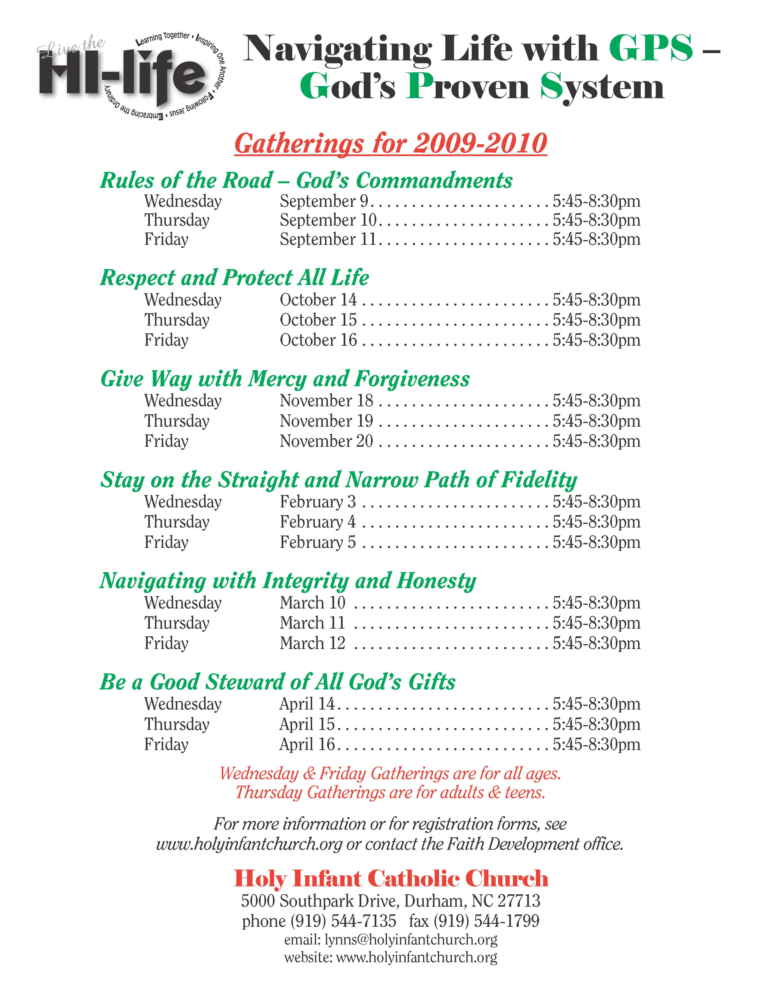 Live the
HI-life
Learning Together • Inspiring One Another • Following Jesus • Embracing the Ordinary
Navigating Life with GPS –
God's Proven System
Gatherings for 2009-2010
Rules of the Road – God's Commandments
Wednesday September 9. . . . . . . . . . . . . . . . . . . . . . 5:45-8:30pm
Thursday September 10. . . . . . . . . . . . . . . . . . . . . 5:45-8:30pm
Friday September 11. . . . . . . . . . . . . . . . . . . . . 5:45-8:30pm
Respect and Protect All Life
Wednesday October 14 . . . . . . . . . . . . . . . . . . . . . . . 5:45-8:30pm
Thursday October 15 . . . . . . . . . . . . . . . . . . . . . . . 5:45-8:30pm
Friday October 16 . . . . . . . . . . . . . . . . . . . . . . . 5:45-8:30pm
Give Way with Mercy and Forgiveness
Wednesday November 18 . . . . . . . . . . . . . . . . . . . . . 5:45-8:30pm
Thursday November 19 . . . . . . . . . . . . . . . . . . . . . 5:45-8:30pm
Friday November 20 . . . . . . . . . . . . . . . . . . . . . 5:45-8:30pm
Stay on the Straight and Narrow Path of Fidelity
Wednesday February 3 . . . . . . . . . . . . . . . . . . . . . . . 5:45-8:30pm
Thursday February 4 . . . . . . . . . . . . . . . . . . . . . . . 5:45-8:30pm
Friday February 5 . . . . . . . . . . . . . . . . . . . . . . . 5:45-8:30pm
Navigating with Integrity and Honesty
Wednesday March 10 . . . . . . . . . . . . . . . . . . . . . . . . 5:45-8:30pm
Thursday March 11 . . . . . . . . . . . . . . . . . . . . . . . . 5:45-8:30pm
Friday March 12 . . . . . . . . . . . . . . . . . . . . . . . . 5:45-8:30pm
Be a Good Steward of All God's Gifts
Wednesday April 14. . . . . . . . . . . . . . . . . . . . . . . . . . 5:45-8:30pm
Thursday April 15. . . . . . . . . . . . . . . . . . . . . . . . . . 5:45-8:30pm
Friday April 16. . . . . . . . . . . . . . . . . . . . . . . . . . 5:45-8:30pm
Wednesday & Friday Gatherings are for all ages.
Thursday Gatherings are for adults & teens.
For more information or for registration forms, see
www.holyinfantchurch.org or contact the Faith Development office.
Holy Infant Catholic Church
5000 Southpark Drive, Durham, NC 27713
phone (919) 544-7135 fax (919) 544-1799
email: lynns@holyinfantchurch.org
website: www.holyinfantchurch.org